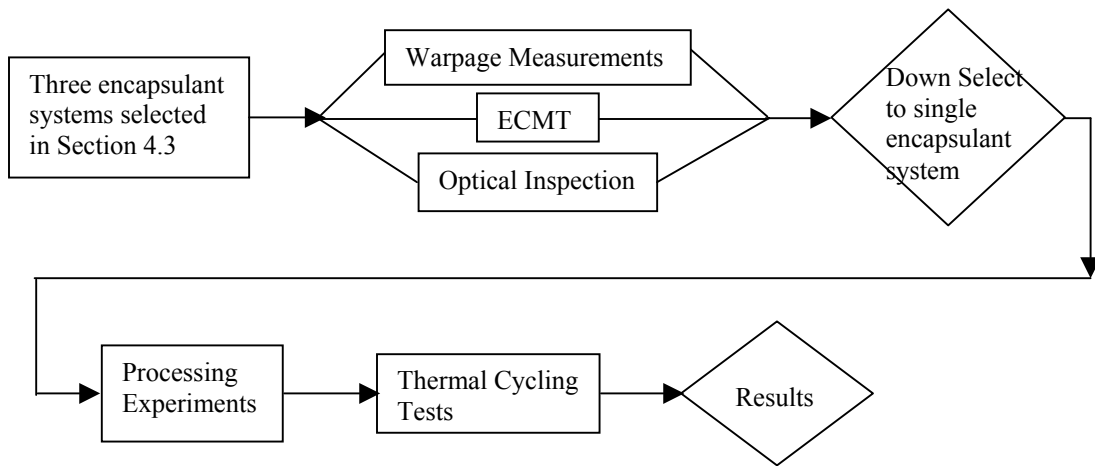 Three encapsulant
systems selected
in Section 4.3
Warpage Measurements
ECMT
Optical Inspection
Down Select
to single
encapsulant
system
Processing
Experiments
Thermal Cycling
Tests
Results